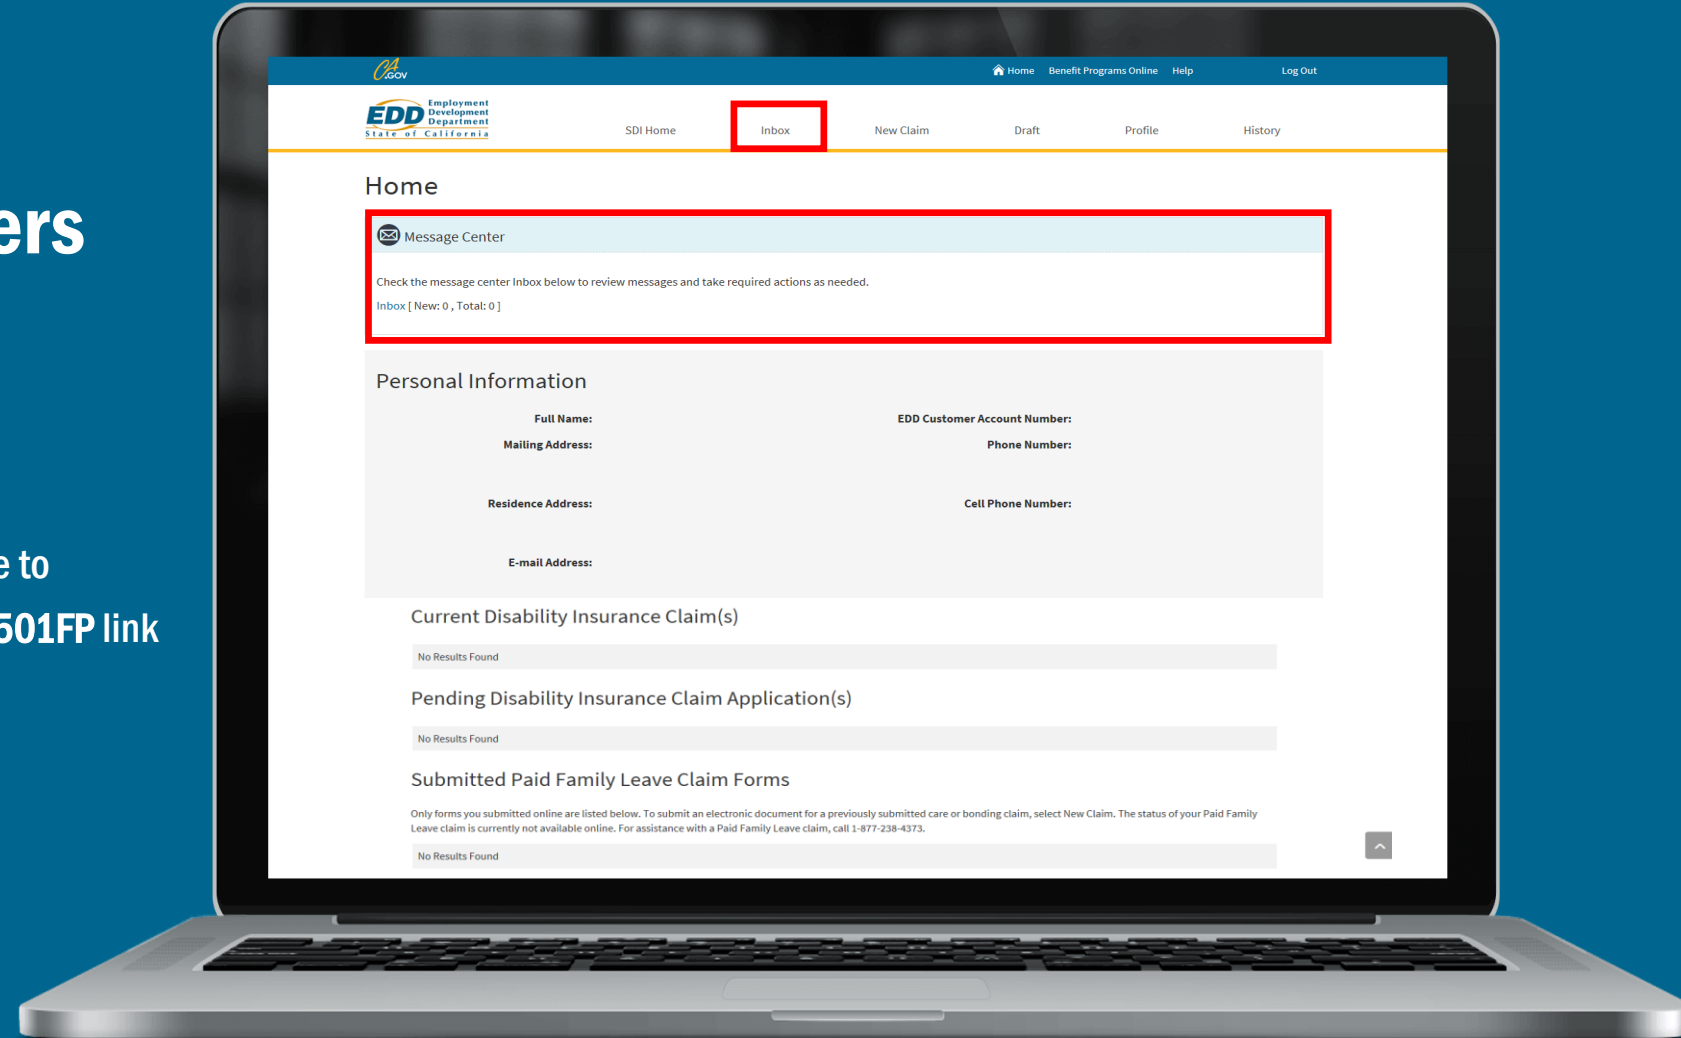 ers
e to
501FP link
CA.GOV
Home Benefit Programs Online Help Log Out
EDD Employment
Development
Department
State of California
SDI Home Inbox New Claim Draft Profile History
Home
Message Center
Check the message center Inbox below to review messages and take required actions as needed.
Inbox [ New: 0 , Total: 0 ]
Personal Information
Full Name: EDD Customer Account Number:
Mailing Address: Phone Number:
Residence Address: Cell Phone Number:
E-mail Address:
Current Disability Insurance Claim(s)
No Results Found
Pending Disability Insurance Claim Application(s)
No Results Found
Submitted Paid Family Leave Claim Forms
Only forms you submitted online are listed below. To submit an electronic document for a previously submitted care or bonding claim, select New Claim. The status of your Paid Family
Leave claim is currently not available online. For assistance with a Paid Family Leave claim, call 1-877-238-4373.
No Results Found